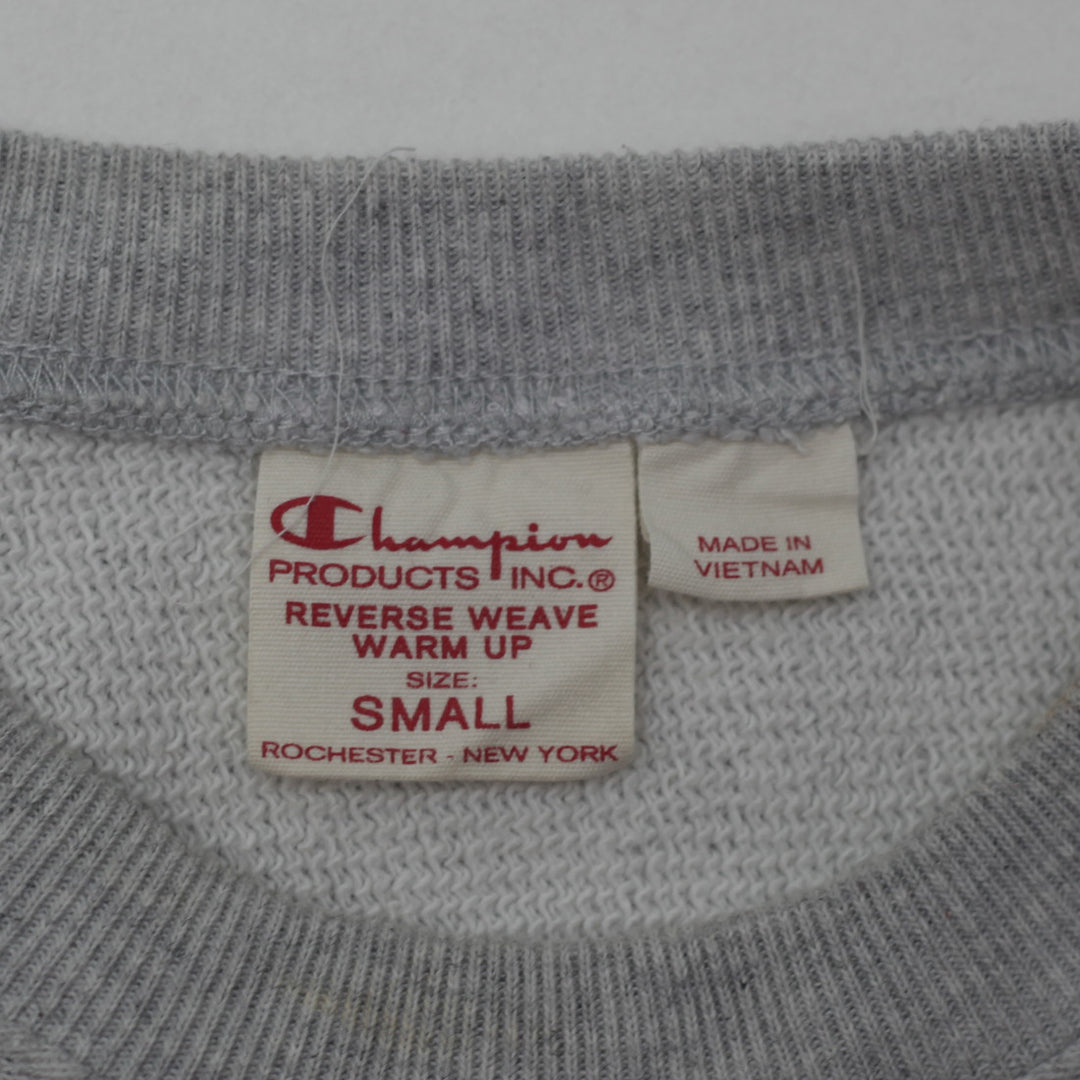 Champion
PRODUCTS INC.®
REVERSE WEAVE
WARM UP
SIZE:
SMALL
ROCHESTER - NEW YORK
MADE IN
VIETNAM